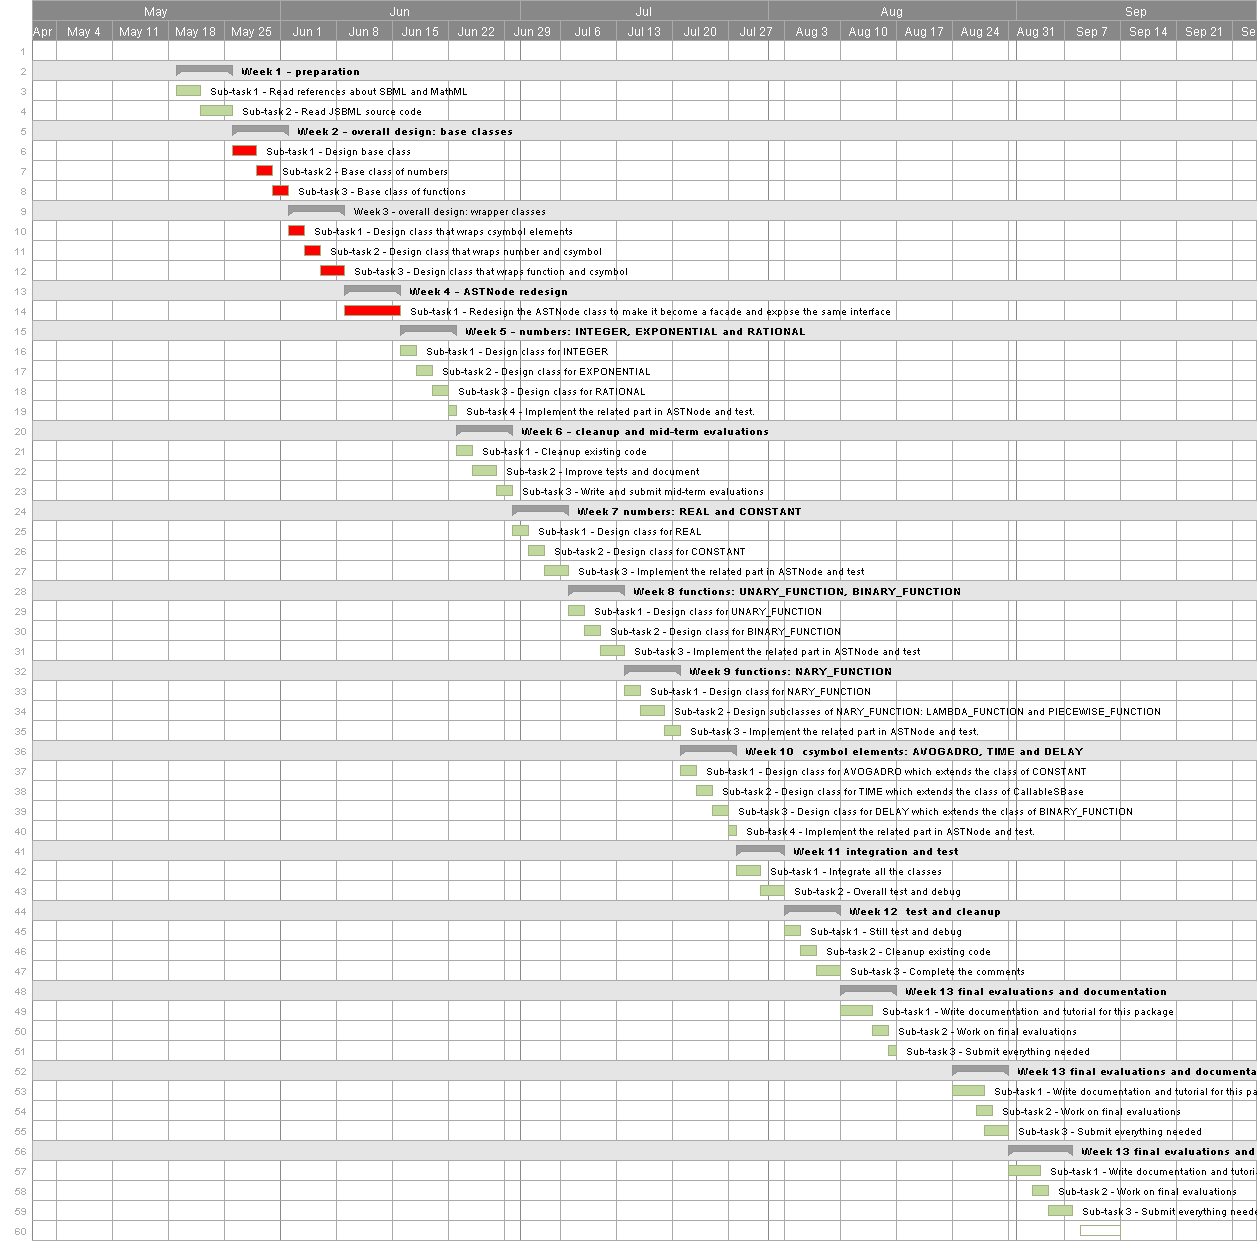 May Jun Jul Aug Sep
Apr May 4 May 11 May 18 May 25 Jun 1 Jun 8 Jun 15 Jun 22 Jun 29 Jul 6 Jul 13 Jul 20 Jul 27 Aug 3 Aug 10 Aug 17 Aug 24 Aug 31 Sep 7 Sep 14 Sep 21 Se
1
2 Week 1 - preparation
3 Sub-task 1 - Read references about SBML and MathML
4 Sub-task 2 - Read JSBML source code
5 Week 2 - overall design: base classes
6 Sub-task 1 - Design base class
7 Sub-task 2 - Base class of numbers
8 Sub-task 3 - Base class of functions
9 Week 3 - overall design: wrapper classes
10 Sub-task 1 - Design class that wraps csymbol elements
11 Sub-task 2 - Design class that wraps number and csymbol
12 Sub-task 3 - Design class that wraps function and csymbol
13 Week 4 - ASTNode redesign
14 Sub-task 1 - Redesign the ASTNode class to make it become a facade and expose the same interface
15 Week 5 - numbers: INTEGER, EXPONENTIAL and RATIONAL
16 Sub-task 1 - Design class for INTEGER
17 Sub-task 2 - Design class for EXPONENTIAL
18 Sub-task 3 - Design class for RATIONAL
19 Sub-task 4 - Implement the related part in ASTNode and test.
20 Week 6 - cleanup and mid-term evaluations
21 Sub-task 1 - Cleanup existing code
22 Sub-task 2 - Improve tests and document
23 Sub-task 3 - Write and submit mid-term evaluations
24 Week 7 numbers: REAL and CONSTANT
25 Sub-task 1 - Design class for REAL
26 Sub-task 2 - Design class for CONSTANT
27 Sub-task 3 - Implement the related part in ASTNode and test
28 Week 8 functions: UNARY_FUNCTION, BINARY_FUNCTION
29 Sub-task 1 - Design class for UNARY_FUNCTION
30 Sub-task 2 - Design class for BINARY_FUNCTION
31 Sub-task 3 - Implement the related part in ASTNode and test
32 Week 9 functions: NARY_FUNCTION
33 Sub-task 1 - Design class for NARY_FUNCTION
34 Sub-task 2 - Design subclasses of NARY_FUNCTION: LAMBDA_FUNCTION and PIECEWISE_FUNCTION
35 Sub-task 3 - Implement the related part in ASTNode and test.
36 Week 10 csymbol elements: AVOGADRO, TIME and DELAY
37 Sub-task 1 - Design class for AVOGADRO which extends the class of CONSTANT
38 Sub-task 2 - Design class for TIME which extends the class of CallableSBase
39 Sub-task 3 - Design class for DELAY which extends the class of BINARY_FUNCTION
40 Sub-task 4 - Implement the related part in ASTNode and test.
41 Week 11 integration and test
42 Sub-task 1 - Integrate all the classes
43 Sub-task 2 - Overall test and debug
44 Week 12 test and cleanup
45 Sub-task 1 - Still test and debug
46 Sub-task 2 - Cleanup existing code
47 Sub-task 3 - Complete the comments
48 Week 13 final evaluations and documentation
49 Sub-task 1 - Write documentation and tutorial for this package
50 Sub-task 2 - Work on final evaluations
51 Sub-task 3 - Submit everything needed
52 Week 13 final evaluations and documenta
53 Sub-task 1 - Write documentation and tutorial for this pa
54 Sub-task 2 - Work on final evaluations
55 Sub-task 3 - Submit everything needed
56 Week 13 final evaluations and
57 Sub-task 1 - Write documentation and tutori
58 Sub-task 2 - Work on final evaluations
59 Sub-task 3 - Submit everything neede
60